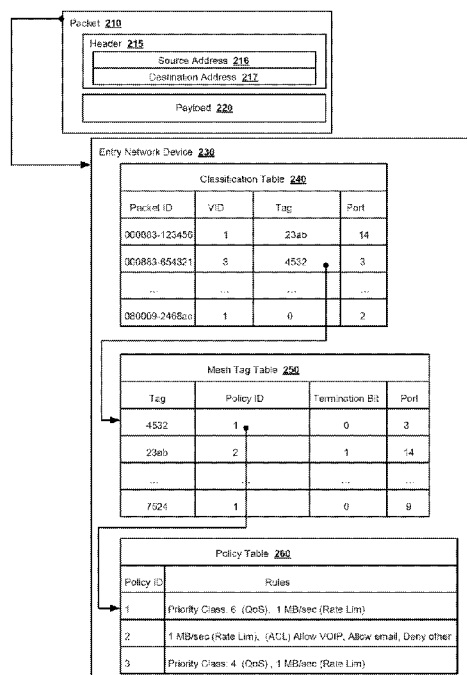 Packet 210
Header 215
Source Address 216
Destination Address 217
Payload 220
Entry Network Device 230
Classification Table 240
Packet ID VID Tag Port
000883-123456 1 23ab 14
000883-654321 3 4532 3
... ... ... ...
080009-2468ac 1 0 2
Mesh Tag Table 250
Tag Policy ID Termination Bit Port
4532 1 0 3
23ab 2 1 14
... ... ... ...
7624 1 0 9
Policy Table 260
Policy ID Rules
1 Priority Class: 6 (QoS), 1 MB/sec (Rate Lim)
2 1 MB/sec (Rate Lim), (ACL) Allow VOIP, Allow email, Deny other
3 Priority Class: 4 (QoS), 1 MB/sec (Rate Lim)